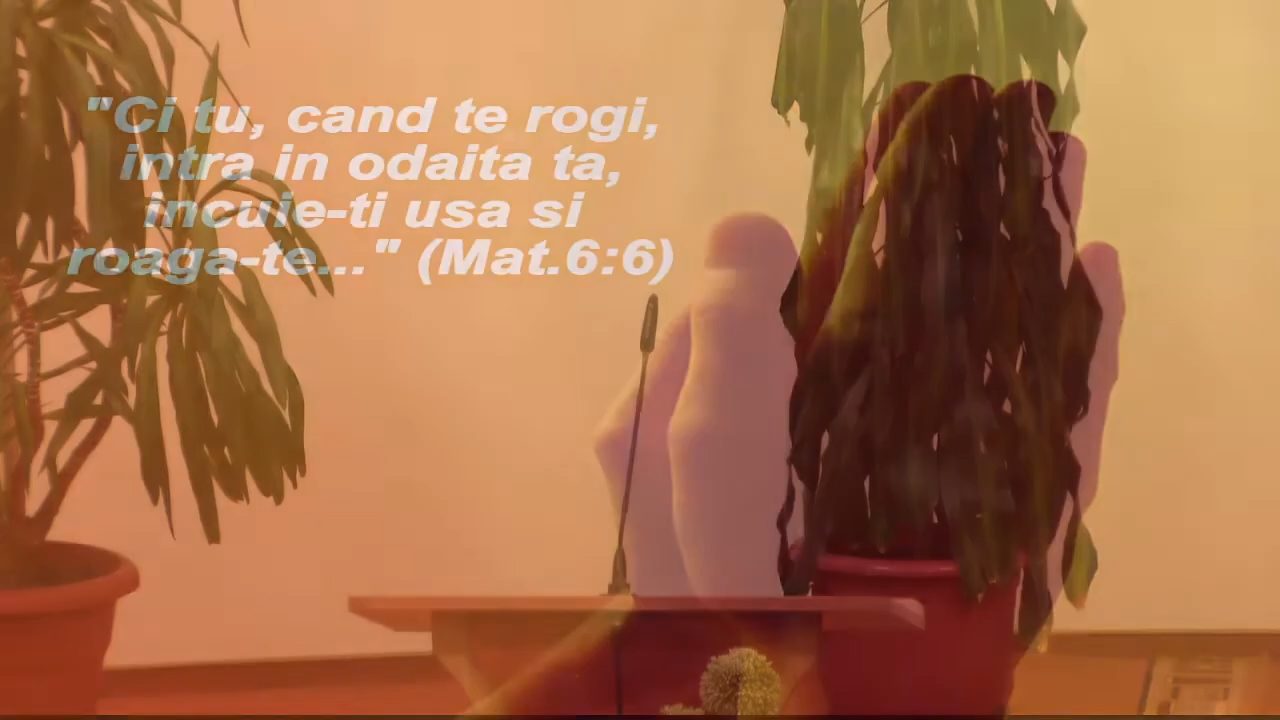 "Ci tu, cand te rogi,
intra in odaita ta,
incuie-ti usa si
roaga-te..." (Mat.6:6)